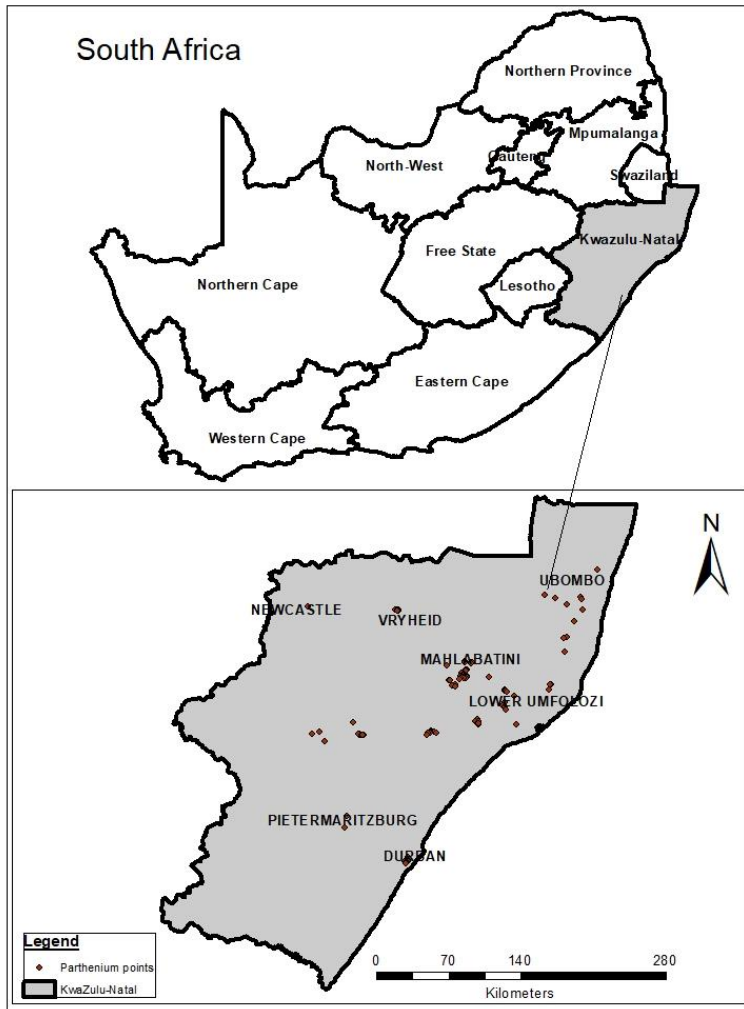 South Africa
Northern Province
Mpumalanga
North-West
Gauteng
Swaziland
Kwazulu-Natal
Free State
Lesotho
Northern Cape
Eastern Cape
Western Cape
N
UBOMBO
NEWCASTLE
VRYHEID
MAHLABATINI
LOWER UMFOLOZI
PIETERMARITZBURG
DURBAN
Legend
Parthenium points
KwaZulu-Natal
0 70 140 280
Kilometers